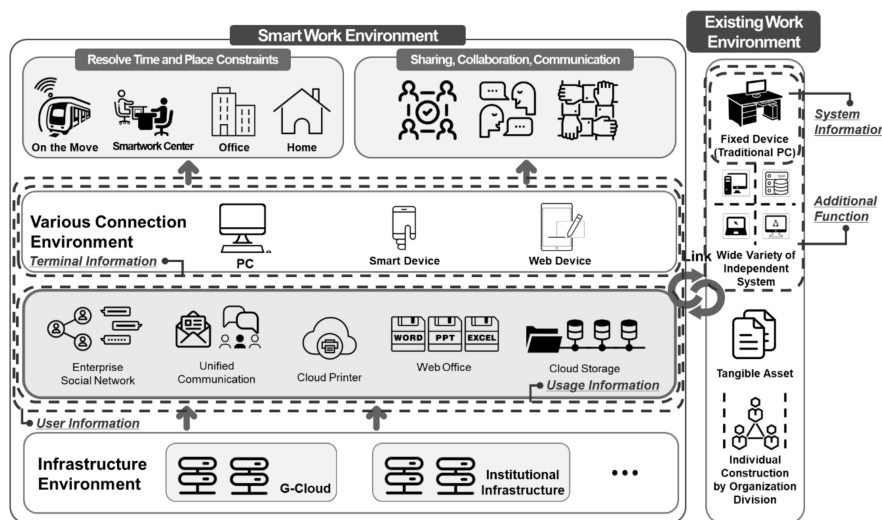 Smart Work Environment
Existing Work
Environment
Resolve Time and Place Constraints
Sharing, Collaboration, Communication
On the Move
Smartwork Center
Office
Home
Fixed Device
(Traditional PC)
System
Information
Additional
Function
Various Connection
Environment
Terminal Information
PC
Smart Device
Web Device
Link
Wide Variety of
Independent
System
WORD
PPT
EXCEL
Enterprise
Social Network
Unified
Communication
Cloud Printer
Web Office
Cloud Storage
Usage Information
Tangible Asset
User Information
Infrastructure
Environment
G-Cloud
Institutional
Infrastructure
•••
Individual
Construction
by Organization
Division